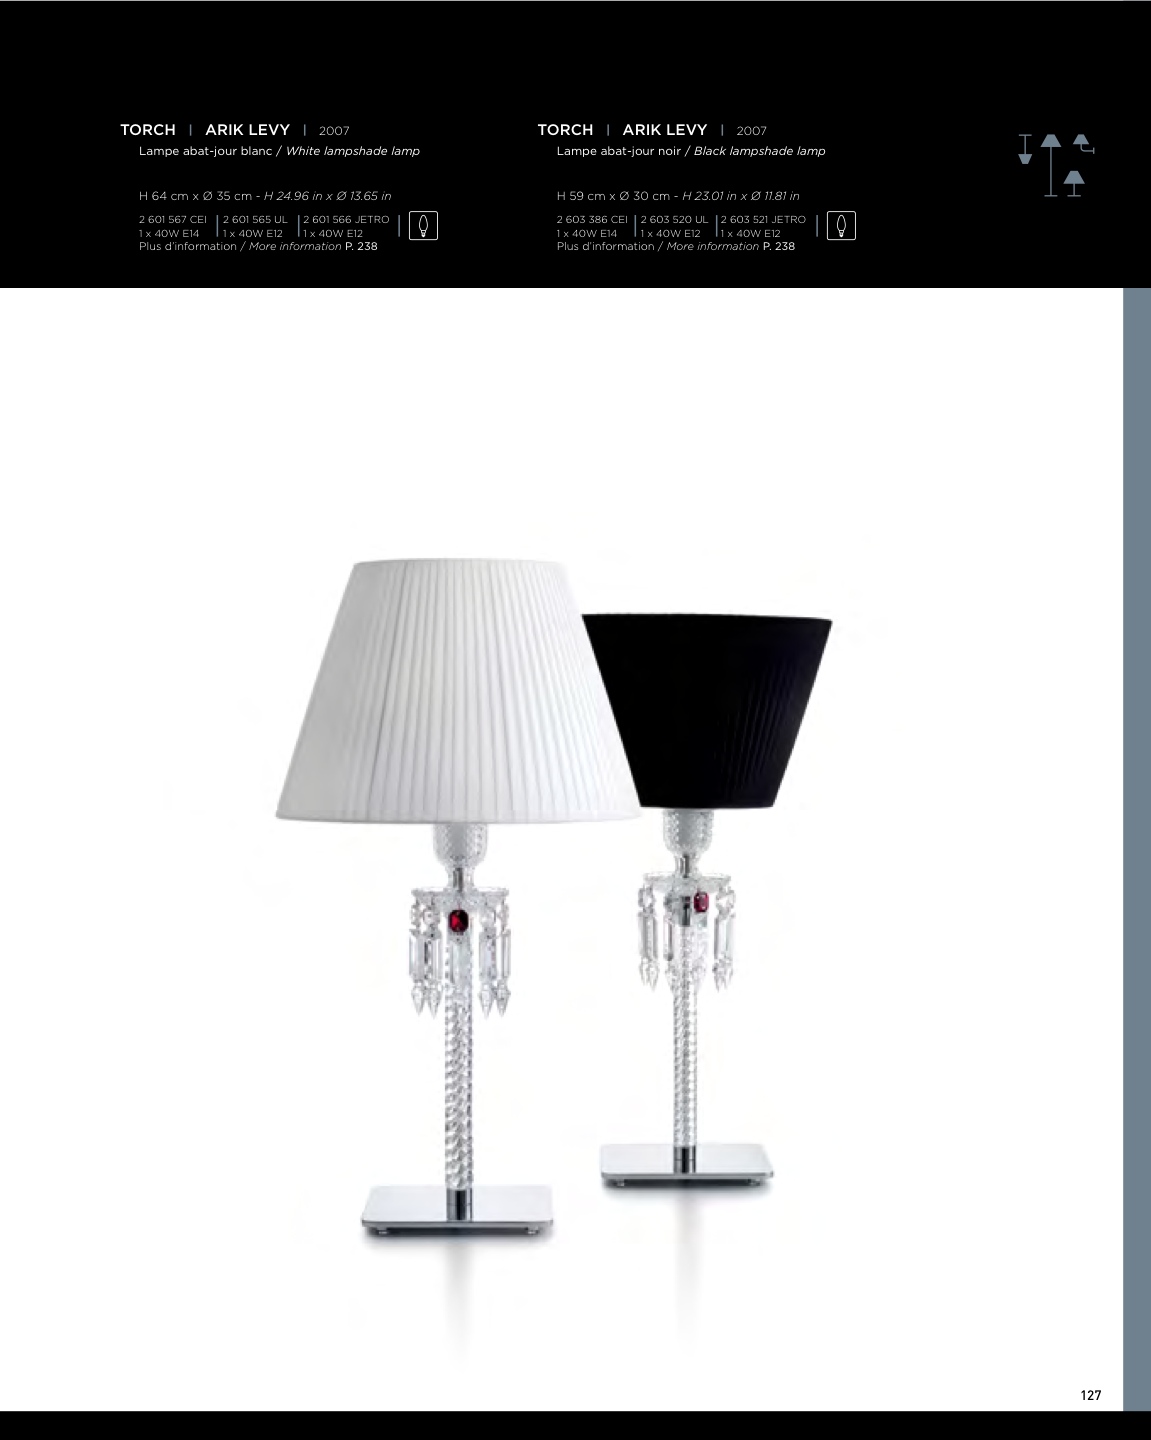 TORCH | ARIK LEVY | 2007
Lampe abat-jour blanc / White lampshade lamp
H 64 cm x Ø 35 cm - H 24.96 in x Ø 13.65 in
2 601 567 CEI | 2 601 565 UL | 2 601 566 JETRO
1 x 40W E14 | 1 x 40W E12 | 1 x 40W E12
Plus d'information / More information P. 238
TORCH | ARIK LEVY | 2007
Lampe abat-jour noir / Black lampshade lamp
H 59 cm x Ø 30 cm - H 23.01 in x Ø 11.81 in
2 603 386 CEI | 2 603 520 UL | 2 603 521 JETRO
1 x 40W E14 | 1 x 40W E12 | 1 x 40W E12
Plus d'information / More information P. 238
127